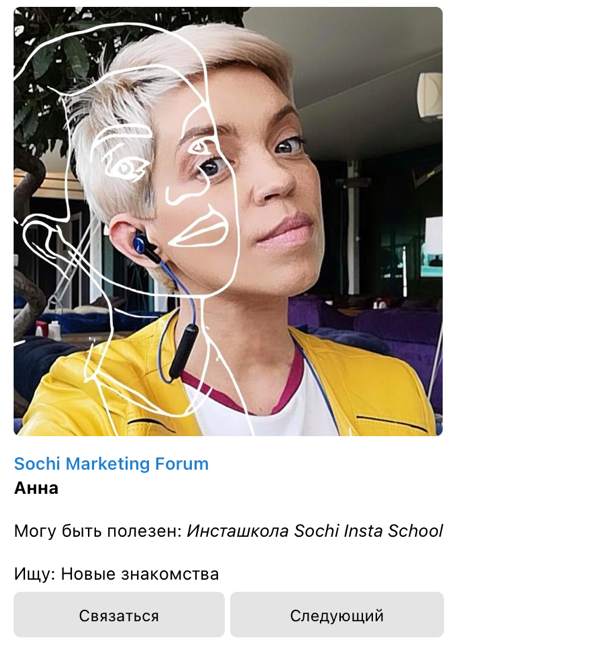 Sochi Marketing Forum
Анна
Могу быть полезен: Инсташкола Sochi Insta School
Ищу: Новые знакомства
Связаться
Следующий